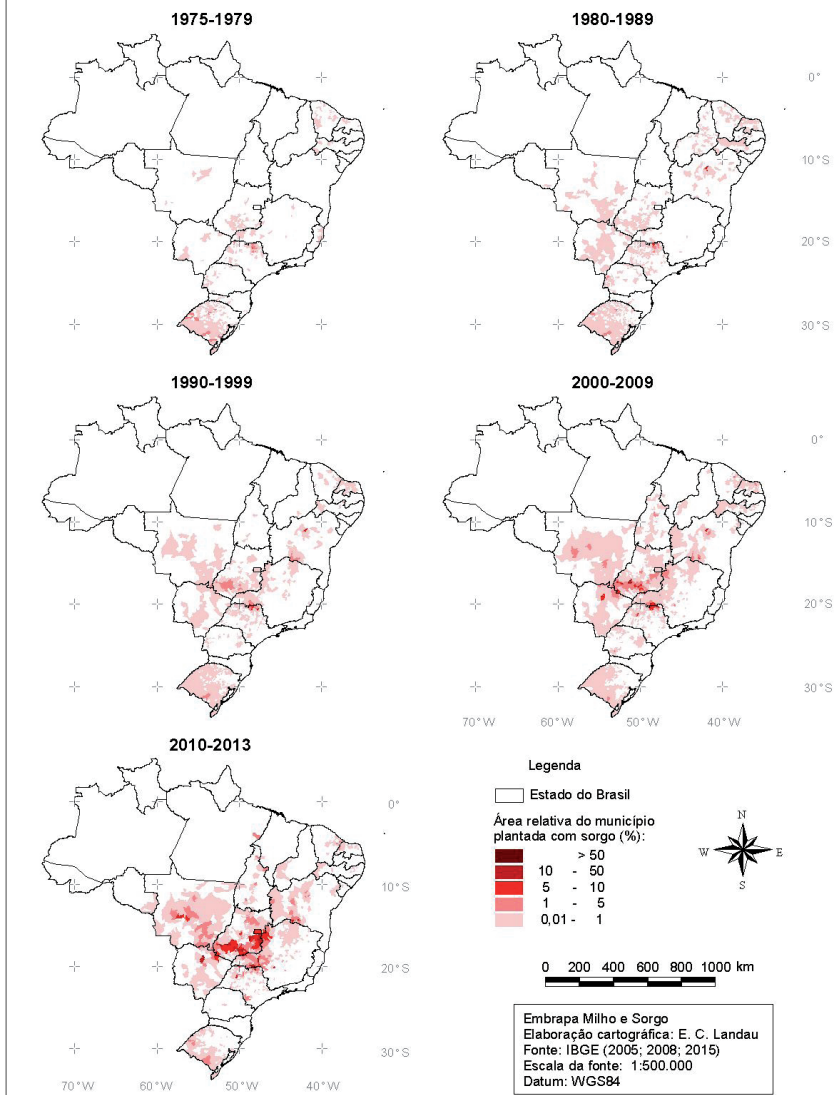 1975-1979
1980-1989
0°
10°S
20°S
30°S
1990-1999
2000-2009
0°
10°S
20°S
30°S
70°W 60°W 50°W 40°W
2010-2013
0°
10°S
20°S
30°S
70°W 60°W 50°W 40°W
Legenda
Estado do Brasil
Área relativa do município
plantada com sorgo (%):
> 50
10 - 50
5 - 10
1 - 5
0,01 - 1
N
W E
S
0 200 400 600 800 1000 km
Embrapa Milho e Sorgo
Elaboração cartográfica: E. C. Landau
Fonte: IBGE (2005; 2008; 2015)
Escala da fonte: 1:500.000
Datum: WGS84